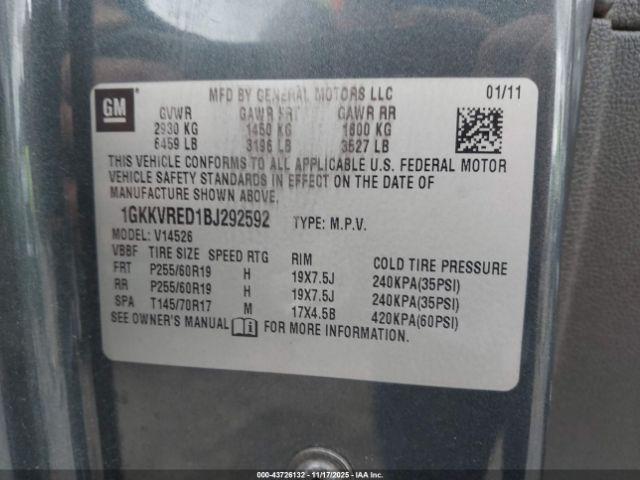 GM
MFD BY GENERAL MOTORS LLC 01/11
GVWR GAWR FRT GAWR RR
2930 KG 1450 KG 1600 KG
6459 LB 3196 LB 3527 LB
THIS VEHICLE CONFORMS TO ALL APPLICABLE U.S. FEDERAL MOTOR
VEHICLE SAFETY STANDARDS IN EFFECT ON THE DATE OF
MANUFACTURE SHOWN ABOVE.
1GKKVRED1BJ292592 TYPE: M.P.V.
MODEL: V14526
VBBF TIRE SIZE SPEED RTG RIM COLD TIRE PRESSURE
FRT P255/60R19 H 19X7.5J 240KPA(35PSI)
RR P255/60R19 H 19X7.5J 240KPA(35PSI)
SPA T145/70R17 M 17X4.5B 420KPA(60PSI)
SEE OWNER'S MANUAL FOR MORE INFORMATION.
000-43726132 - 11/17/2025 - IAAI.COM